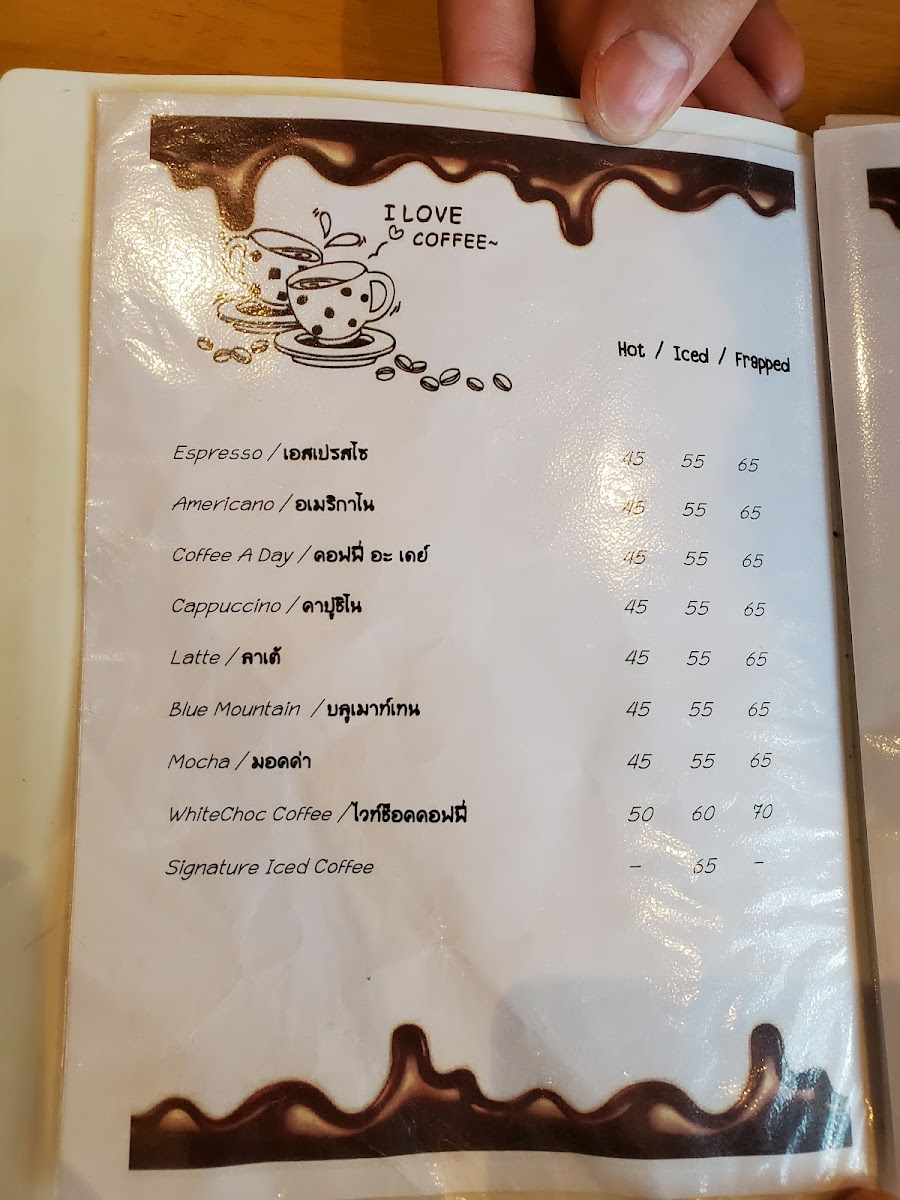 I LOVE
COFFEE~
Hot / Iced / Frapped
Espresso / เอสเปรสโซ 45 55 65
Americano / อเมริกาโน 45 55 65
Coffee A Day / คอฟฟี่ อะ เดย์ 45 55 65
Cappuccino / คาปูชิโน 45 55 65
Latte / ลาเต้ 45 55 65
Blue Mountain / บลูเมาท์เทน 45 55 65
Mocha / มอคค่า 45 55 65
WhiteChoc Coffee /ไวท์ช็อคคอฟฟี่ 50 60 70
Signature Iced Coffee - 65 -